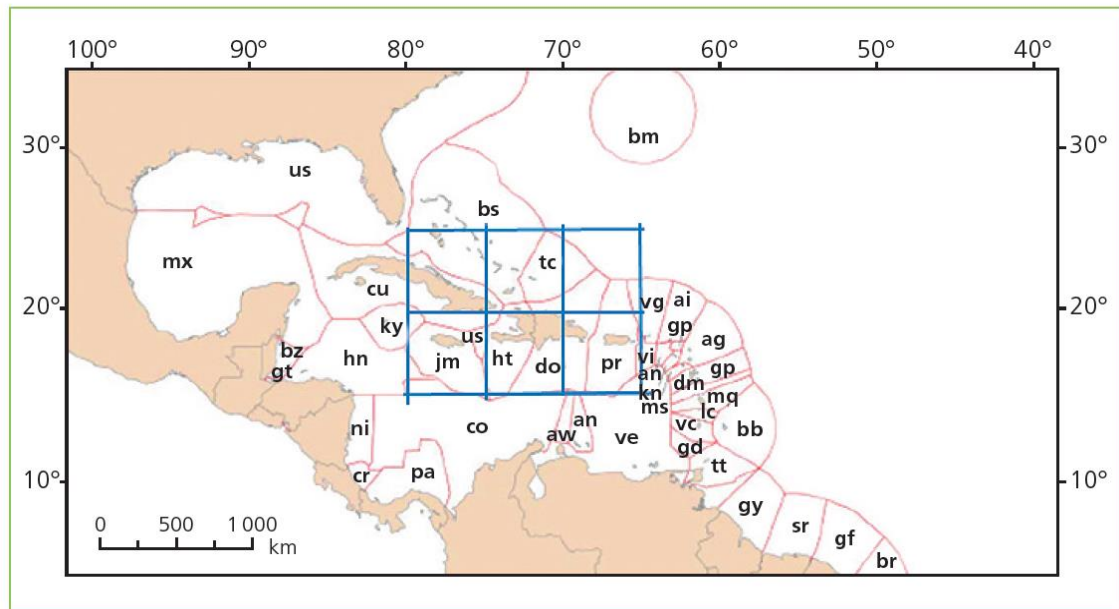 100° 90° 80° 70° 60° 50° 40°
30° 30°
bm
us
bs
mx
tc
cu
20° 20°
vg ai
ky
gp
us
ag
bz
hn
jm
ht
do
pr
vi
gt
an
gp
dm
kn
mq
ms
lc
ni
co
an
vc
bb
aw
ve
gd
tt
cr
pa
10° 10°
gy
sr
gf
br
0 500 1 000
km